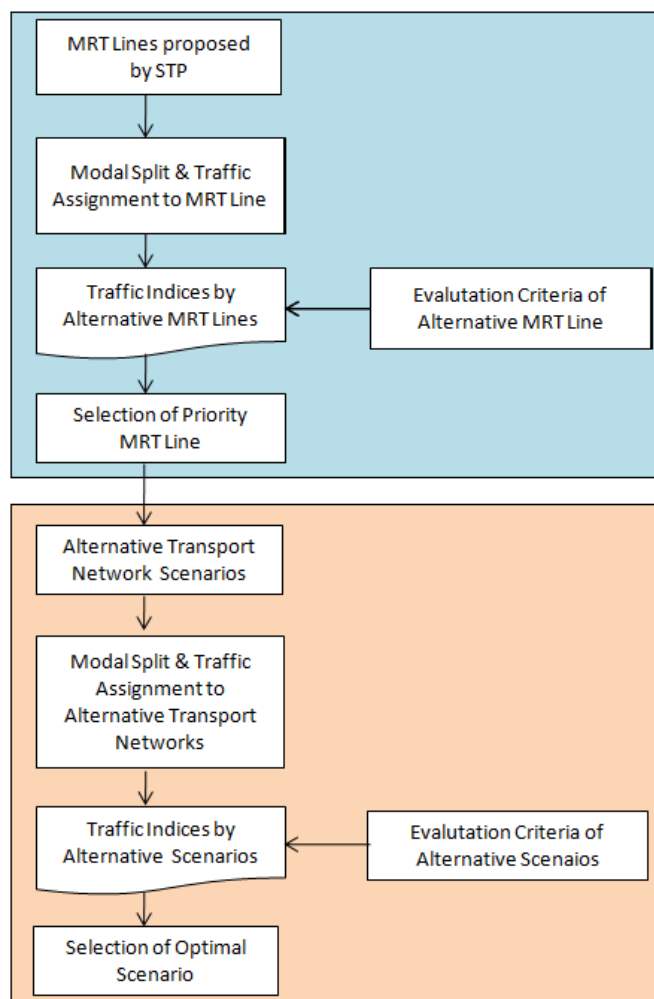 MRT Lines proposed
by STP
Modal Split & Traffic
Assignment to MRT Line
Traffic Indices by
Alternative MRT Lines
Evalutation Criteria of
Alternative MRT Line
Selection of Priority
MRT Line
Alternative Transport
Network Scenarios
Modal Split & Traffic
Assignment to
Alternative Transport
Networks
Traffic Indices by
Alternative Scenarios
Evalutation Criteria of
Alternative Scenaios
Selection of Optimal
Scenario